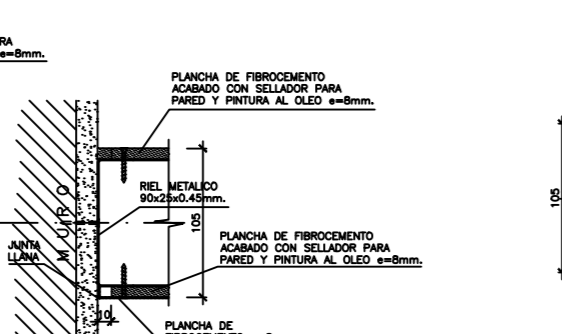 RA
e=8mm.
PLANCHA DE FIBROCEMENTO
ACABADO CON SELLADOR PARA
PARED Y PINTURA AL OLEO e=8mm.
RIEL METALICO
90x25x0.45mm.
MURO
105
105
JUNTA
LLANA
PLANCHA DE FIBROCEMENTO
ACABADO CON SELLADOR PARA
PARED Y PINTURA AL OLEO e=8mm.
10
PLANCHA DE